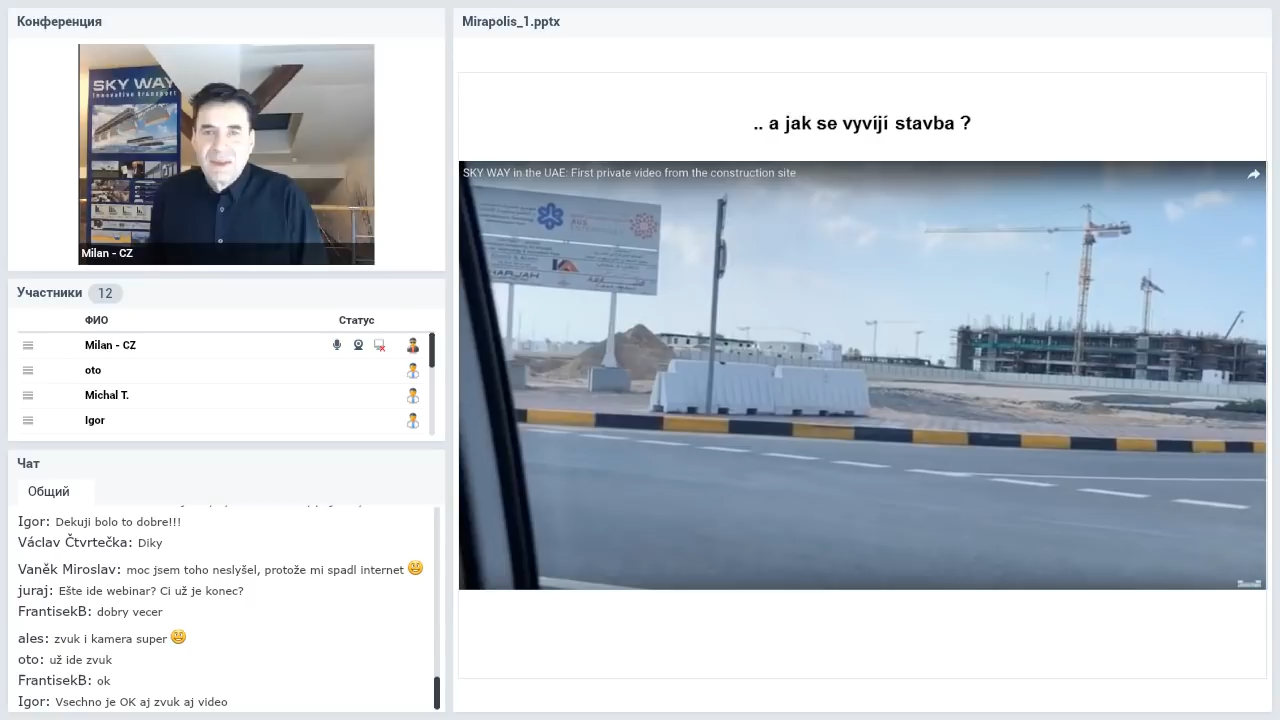 Конференция
SKY WAY
Innovative transport
Milan - CZ
Участники 12
ФИО Статус
Milan - CZ
oto
Michal T.
Igor
Чат
Общий
Igor: Dekuji bolo to dobre!!!
Václav Čtvrtečka: Diky
Vaněk Miroslav: moc jsem toho neslyšel, protože mi spadl internet
juraj: Ešte ide webinar? Ci už je konec?
FrantisekB: dobry vecer
ales: zvuk i kamera super
oto: už ide zvuk
FrantisekB: ok
Igor: Vsechno je OK aj zvuk aj video
Mirapolis_1.pptx
.. a jak se vyvíjí stavba ?
SKY WAY in the UAE: First private video from the construction site